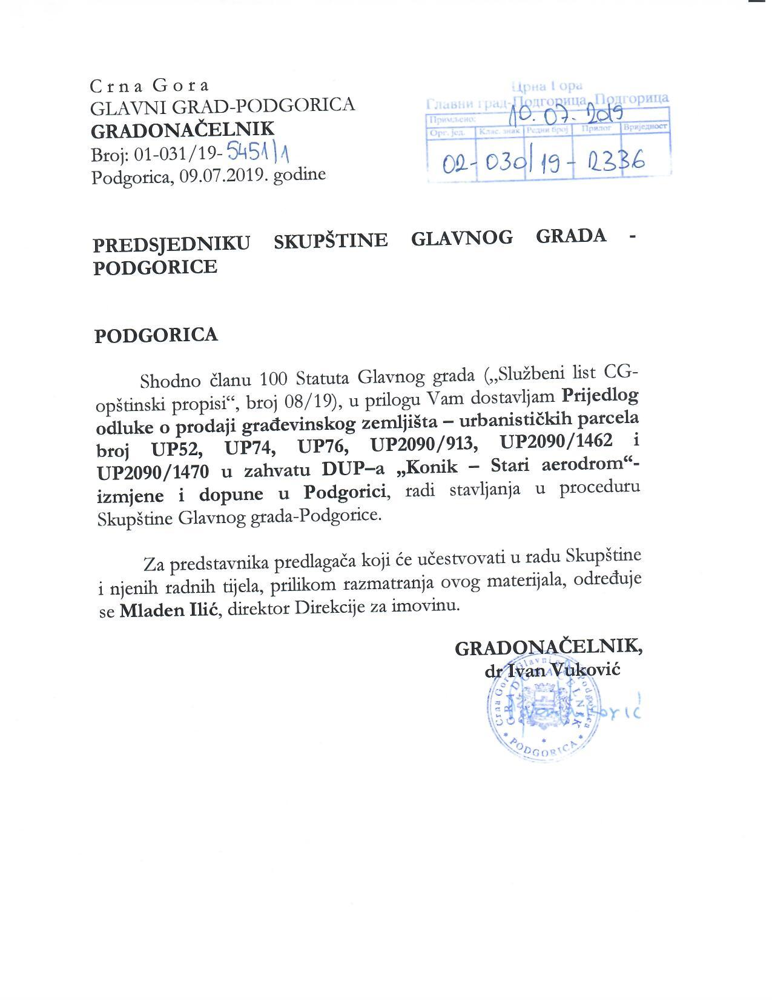 Crna Gora
GLAVNI GRAD-PODGORICA
GRADONAČELNIK
Broj: 01-031/19-5451/1
Podgorica, 09.07.2019. godine
Црна Гора
Главни град-Подгорица, Подгорица
Примљено: 10.07.2019
Орг. јед. Клас. знак Редни број Прилог Вриједност
02-030/19-2336
PREDSJEDNIKU SKUPŠTINE GLAVNOG GRADA -
PODGORICE
PODGORICA
Shodno članu 100 Statuta Glavnog grada („Službeni list CG-
opštinski propisi“, broj 08/19), u prilogu Vam dostavljam Prijedlog
odluke o prodaji građevinskog zemljišta – urbanističkih parcela
broj UP52, UP74, UP76, UP2090/913, UP2090/1462 i
UP2090/1470 u zahvatu DUP–a „Konik – Stari aerodrom“-
izmjene i dopune u Podgorici, radi stavljanja u proceduru
Skupštine Glavnog grada-Podgorice.
Za predstavnika predlagača koji će učestvovati u radu Skupštine
i njenih radnih tijela, prilikom razmatranja ovog materijala, određuje
se Mladen Ilić, direktor Direkcije za imovinu.
GRADONAČELNIK,
dr Ivan Vuković
Crna Gora Glavni Podgorica
GRADONAČELNIK
* PODGORICA *